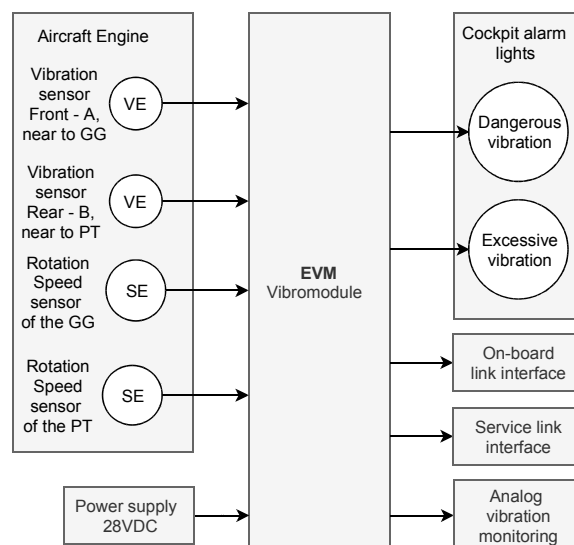 Aircraft Engine
Vibration
sensor
Front - A,
near to GG
VE
Vibration
sensor
Rear - B,
near to PT
VE
Rotation
Speed
sensor
of the GG
SE
Rotation
Speed
sensor
of the PT
SE
Power supply
28VDC
EVM
Vibromodule
Cockpit alarm
lights
Dangerous
vibration
Excessive
vibration
On-board
link interface
Service link
interface
Analog
vibration
monitoring